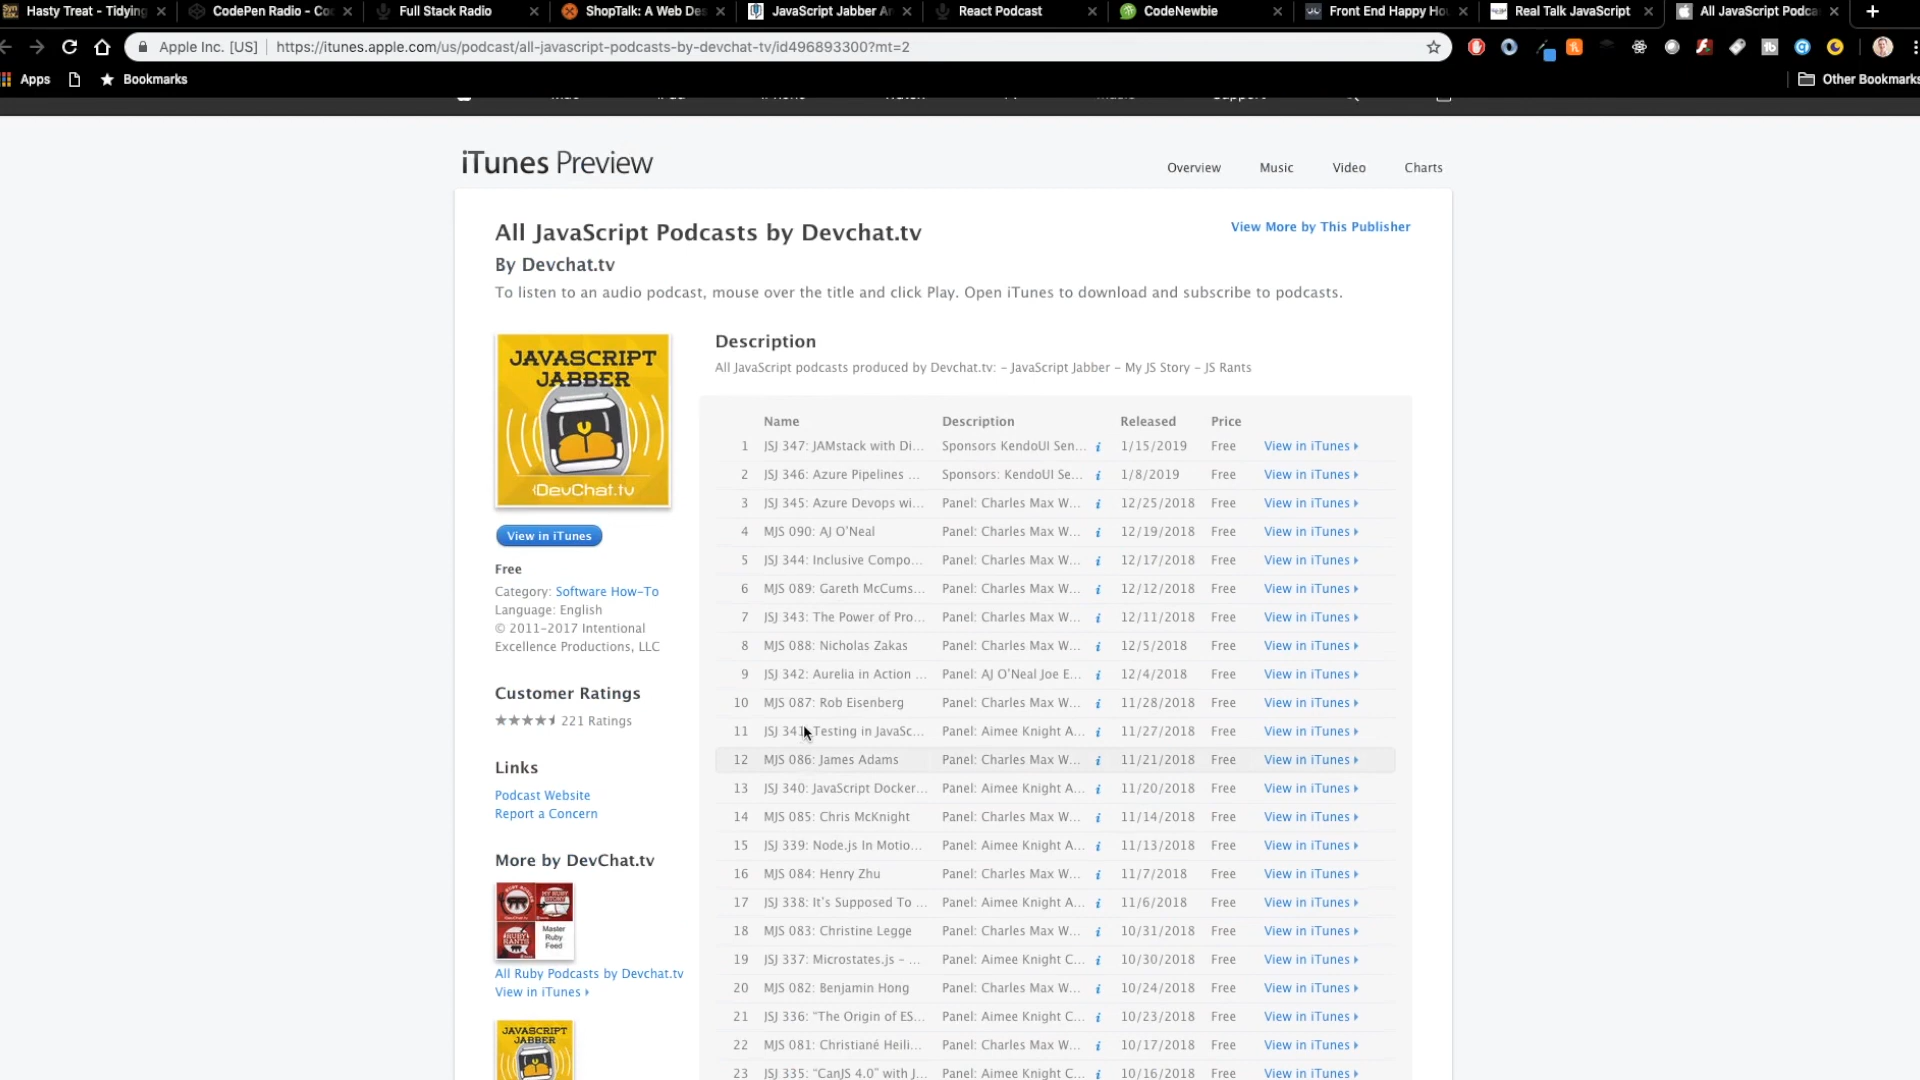 Hasty Treat - Tidying
CodePen Radio - Co
Full Stack Radio
ShopTalk: A Web De
JavaScript Jabber Ar
React Podcast
CodeNewbie
Front End Happy Ho
Real Talk JavaScript
All JavaScript Podca
Apple Inc. [US] | https://itunes.apple.com/us/podcast/all-javascript-podcasts-by-devchat-tv/id496893300?mt=2
Apps
Bookmarks
Other Bookmarks
iTunes Preview
Overview Music Video Charts
All JavaScript Podcasts by Devchat.tv
View More by This Publisher
By Devchat.tv
To listen to an audio podcast, mouse over the title and click Play. Open iTunes to download and subscribe to podcasts.
JAVASCRIPT
JABBER
DevChat.tv
View in iTunes
Free
Category: Software How-To
Language: English
© 2011-2017 Intentional
Excellence Productions, LLC
Customer Ratings
221 Ratings
Links
Podcast Website
Report a Concern
More by DevChat.tv
Master
Ruby
Feed
All Ruby Podcasts by Devchat.tv
View in iTunes
JAVASCRIPT
JABBER
Description
All JavaScript podcasts produced by Devchat.tv: – JavaScript Jabber – My JS Story – JS Rants
Name Description Released Price
1 JSJ 347: JAMstack with Di... Sponsors KendoUI Sen... 1/15/2019 Free View in iTunes
2 JSJ 346: Azure Pipelines ... Sponsors: KendoUI Se... 1/8/2019 Free View in iTunes
3 JSJ 345: Azure Devops wi... Panel: Charles Max W... 12/25/2018 Free View in iTunes
4 MJS 090: AJ O’Neal Panel: Charles Max W... 12/19/2018 Free View in iTunes
5 JSJ 344: Inclusive Compo... Panel: Charles Max W... 12/17/2018 Free View in iTunes
6 MJS 089: Gareth McCums... Panel: Charles Max W... 12/12/2018 Free View in iTunes
7 JSJ 343: The Power of Pro... Panel: Charles Max W... 12/11/2018 Free View in iTunes
8 MJS 088: Nicholas Zakas Panel: Charles Max W... 12/5/2018 Free View in iTunes
9 JSJ 342: Aurelia in Action ... Panel: AJ O’Neal Joe E... 12/4/2018 Free View in iTunes
10 MJS 087: Rob Eisenberg Panel: Charles Max W... 11/28/2018 Free View in iTunes
11 JSJ 341: Testing in JavaSc... Panel: Aimee Knight A... 11/27/2018 Free View in iTunes
12 MJS 086: James Adams Panel: Charles Max W... 11/21/2018 Free View in iTunes
13 JSJ 340: JavaScript Docker... Panel: Aimee Knight A... 11/20/2018 Free View in iTunes
14 MJS 085: Chris McKnight Panel: Charles Max W... 11/14/2018 Free View in iTunes
15 JSJ 339: Node.js In Motio... Panel: Aimee Knight A... 11/13/2018 Free View in iTunes
16 MJS 084: Henry Zhu Panel: Charles Max W... 11/7/2018 Free View in iTunes
17 JSJ 338: It’s Supposed To ... Panel: Aimee Knight A... 11/6/2018 Free View in iTunes
18 MJS 083: Christine Legge Panel: Charles Max W... 10/31/2018 Free View in iTunes
19 JSJ 337: Microstates.js – ... Panel: Aimee Knight C... 10/30/2018 Free View in iTunes
20 MJS 082: Benjamin Hong Panel: Charles Max W... 10/24/2018 Free View in iTunes
21 JSJ 336: “The Origin of ES... Panel: Aimee Knight C... 10/23/2018 Free View in iTunes
22 MJS 081: Christiané Heili... Panel: Charles Max W... 10/17/2018 Free View in iTunes
23 JSJ 335: “CanJS 4.0” with J... Panel: Aimee Knight C... 10/16/2018 Free View in iTunes